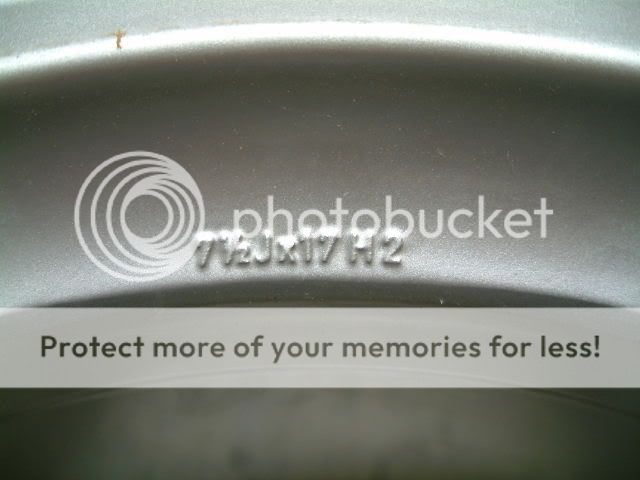 photobucket
7½Jx17 H2
Protect more of your memories for less!